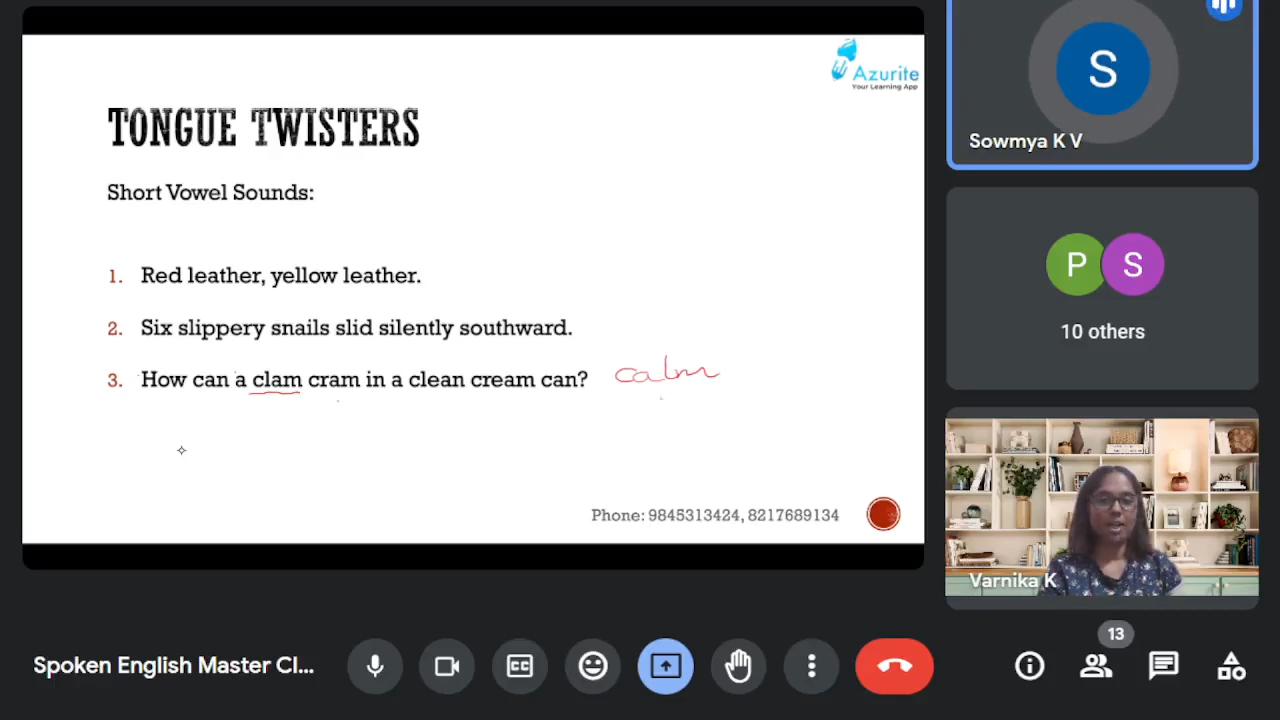 Azurite
Your Learning App
TONGUE TWISTERS
Short Vowel Sounds:
1. Red leather, yellow leather.
2. Six slippery snails slid silently southward.
3. How can a clam cram in a clean cream can? calm
Phone: 9845313424, 8217689134
S
Sowmya K V
P S
10 others
Varnika K
Spoken English Master Cl...
CC
13